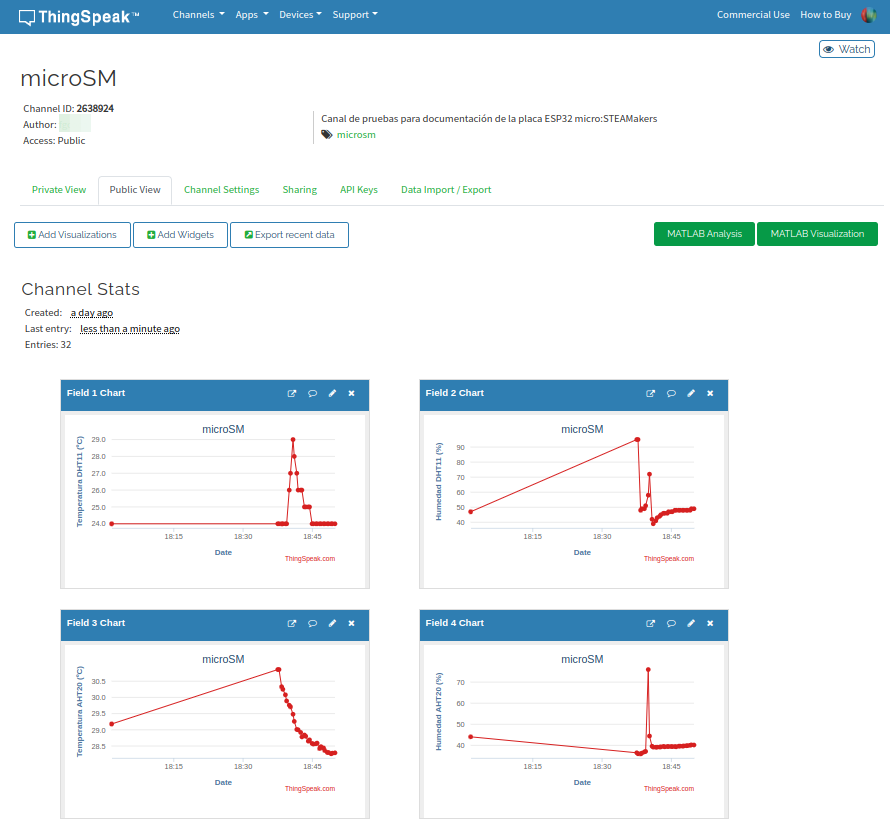 ThingSpeak™ Channels Apps Devices Support Commercial Use How to Buy
Watch
microSM
Channel ID: 2638924
Author:
Access: Public
Canal de pruebas para documentación de la placa ESP32 micro:STEAMakers
microsm
Private View Public View Channel Settings Sharing API Keys Data Import / Export
Add Visualizations Add Widgets Export recent data MATLAB Analysis MATLAB Visualization
Channel Stats
Created: a day ago
Last entry: less than a minute ago
Entries: 32
Field 1 Chart
microSM
Temperatura DHT11 (°C)
29.0
28.0
27.0
26.0
25.0
24.0
18:15 18:30 18:45
Date
ThingSpeak.com
Field 2 Chart
microSM
Humedad DHT11 (%)
90
80
70
60
50
40
18:15 18:30 18:45
Date
ThingSpeak.com
Field 3 Chart
microSM
Temperatura AHT20 (°C)
30.5
30.0
29.5
29.0
28.5
18:15 18:30 18:45
Date
ThingSpeak.com
Field 4 Chart
microSM
Humedad AHT20 (%)
70
60
50
40
18:15 18:30 18:45
Date
ThingSpeak.com